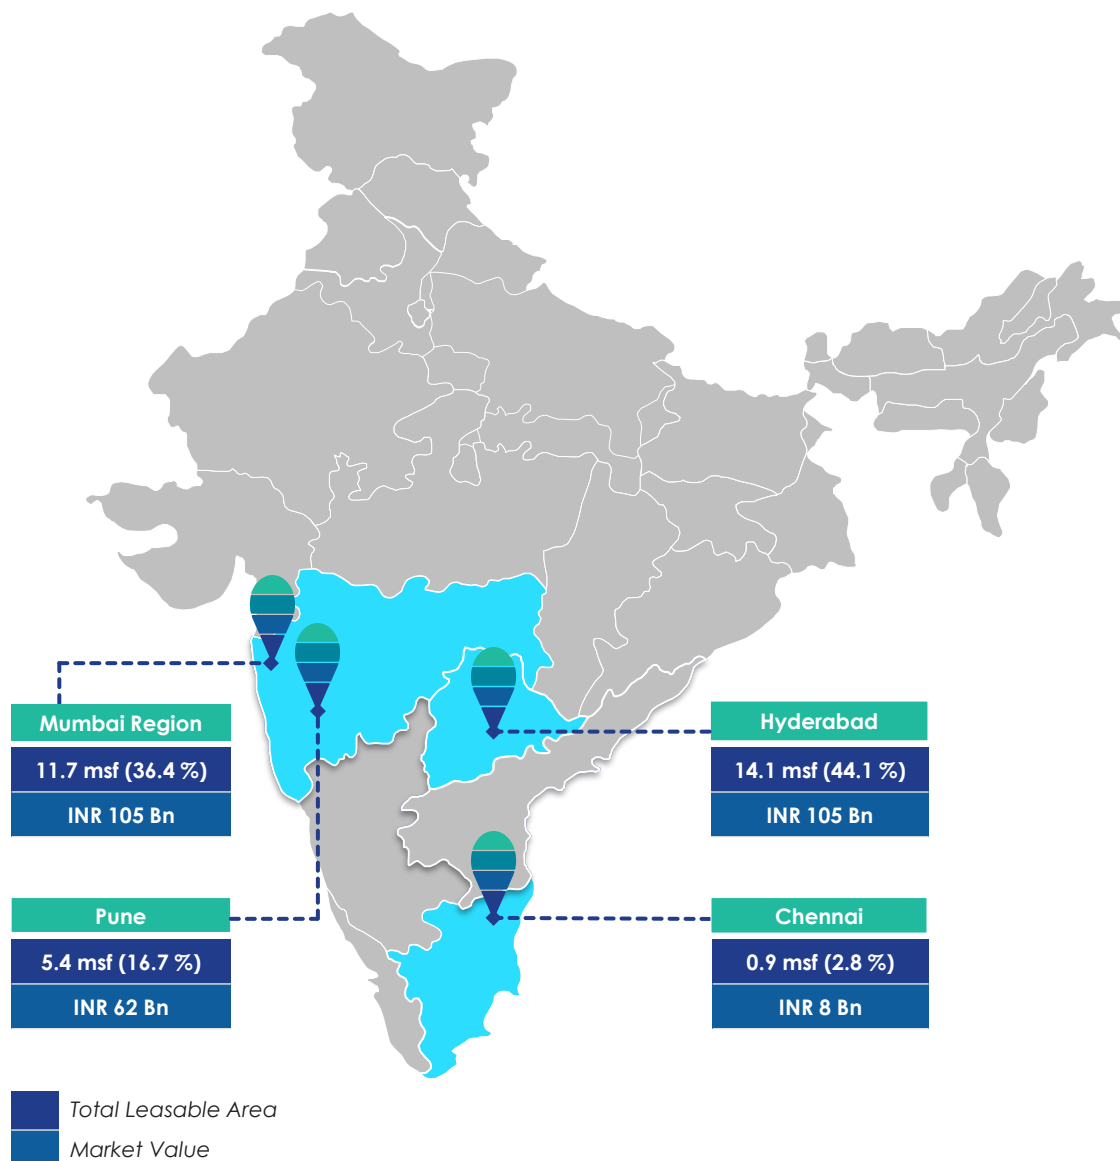 Mumbai Region
11.7 msf (36.4 %)
INR 105 Bn
Hyderabad
14.1 msf (44.1 %)
INR 105 Bn
Pune
5.4 msf (16.7 %)
INR 62 Bn
Chennai
0.9 msf (2.8 %)
INR 8 Bn
Total Leasable Area
Market Value